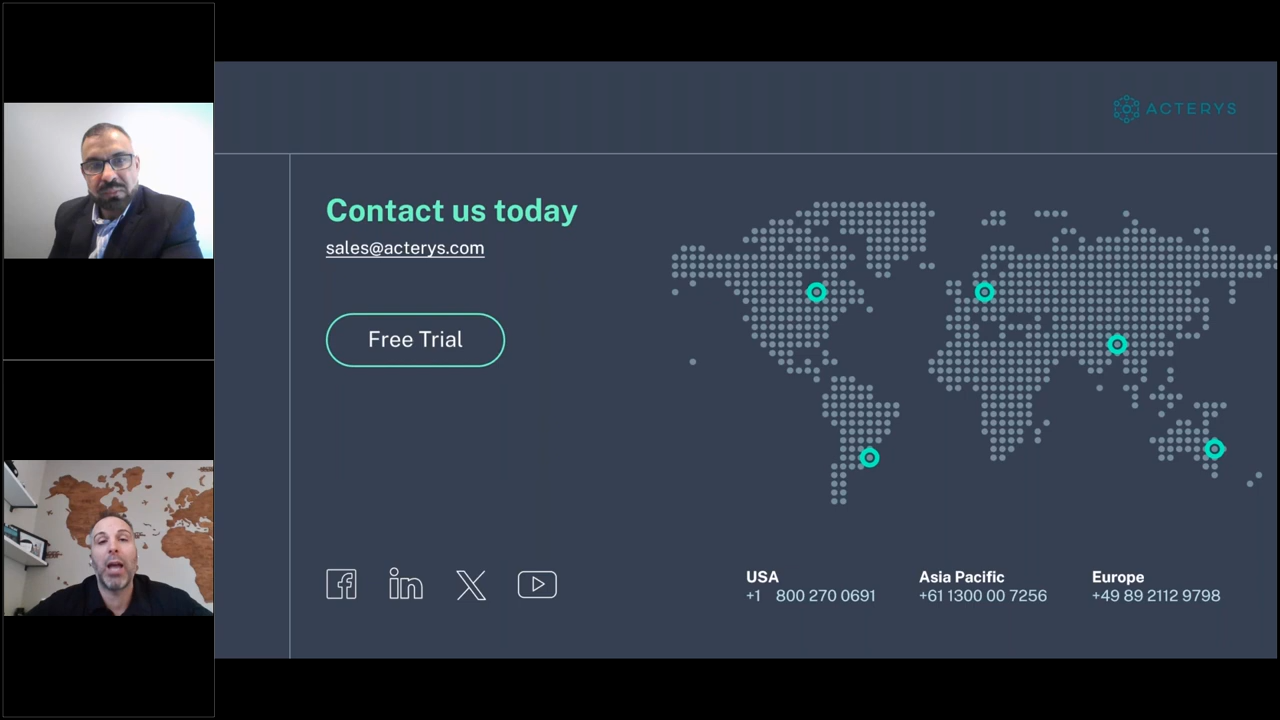 ACTERYS
Contact us today
sales@acterys.com
Free Trial
USA
+1 800 270 0691
Asia Pacific
+61 1300 00 7256
Europe
+49 89 2112 9798